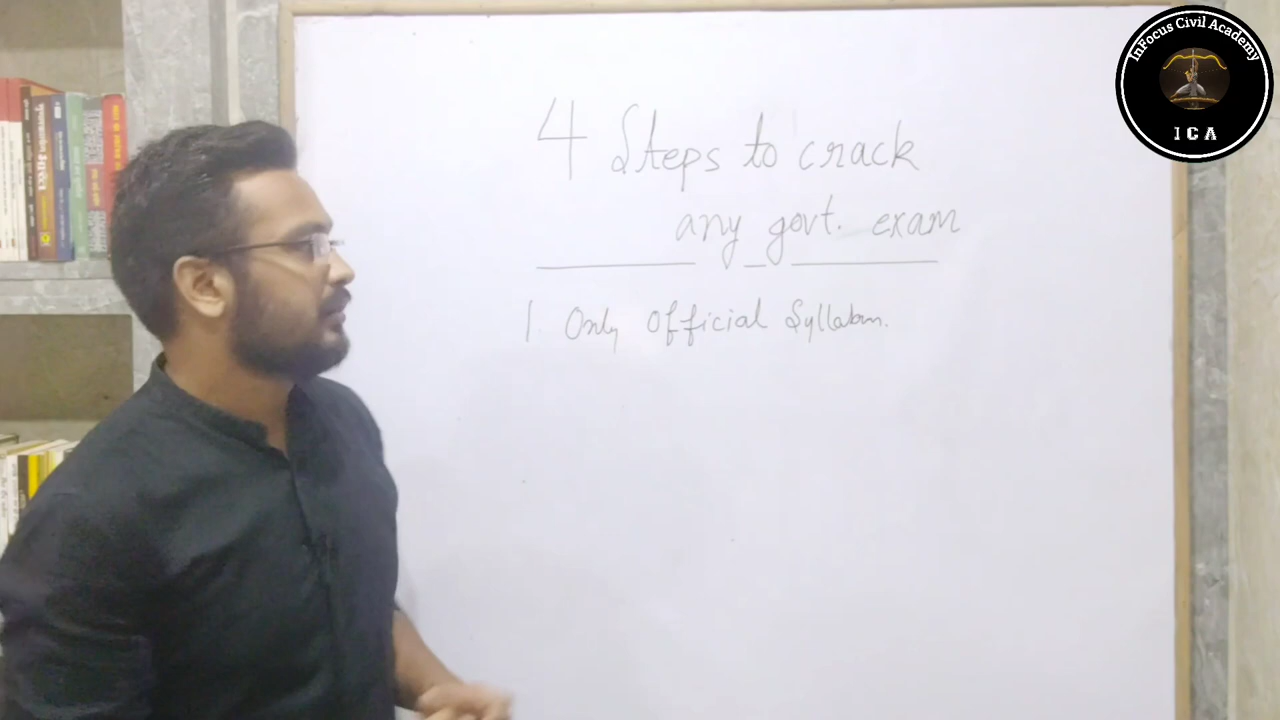 InFocus Civil Academy
ICA
4 Steps to crack
any govt. exam
1 Only Official Syllabus.